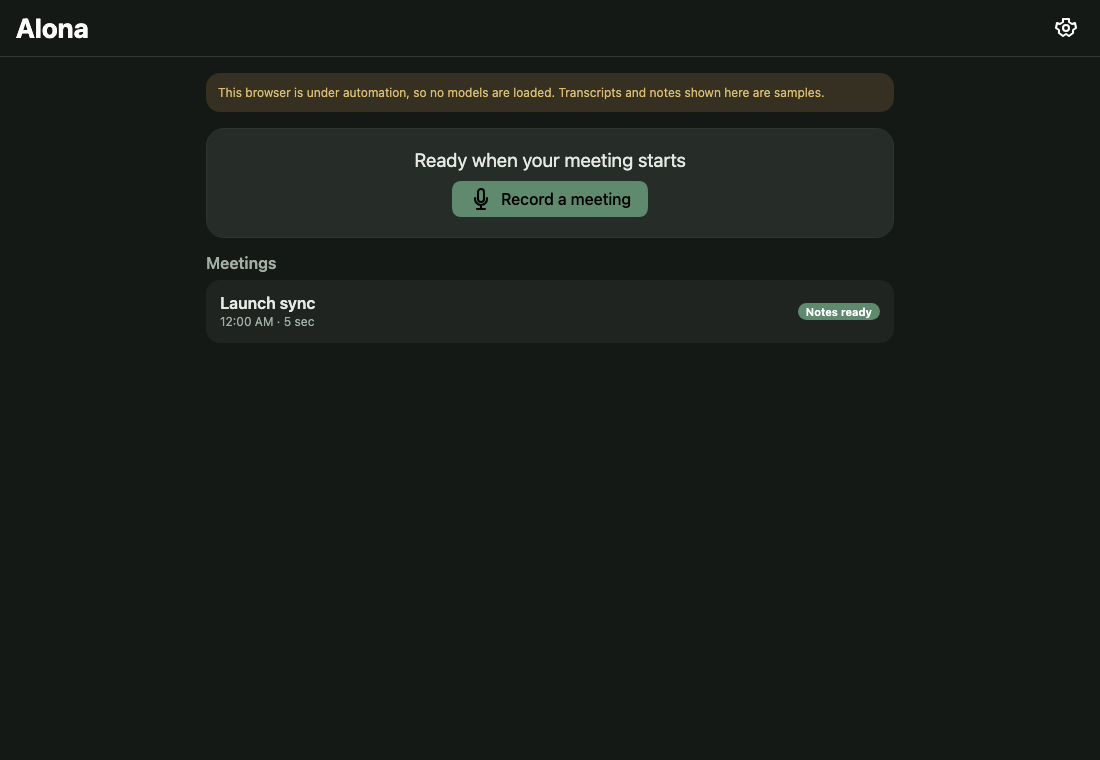 Alona
This browser is under automation, so no models are loaded. Transcripts and notes shown here are samples.
Ready when your meeting starts
Record a meeting
Meetings
Launch sync
12:00 AM · 5 sec
Notes ready